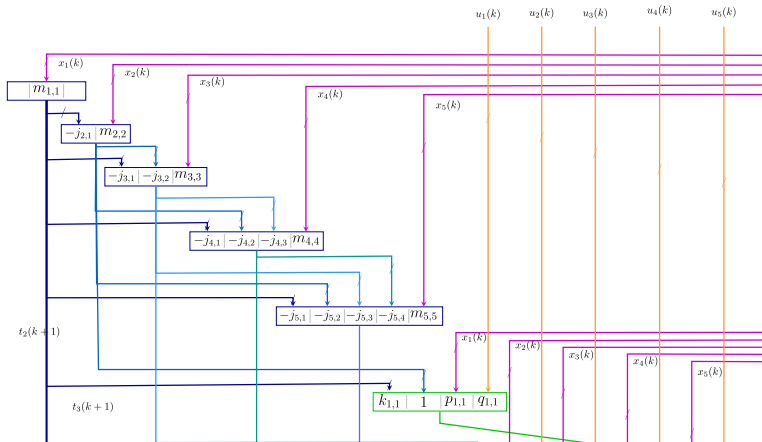 u₁(k) u₂(k) u₃(k) u₄(k) u₅(k)
x₁(k)
x₂(k)
x₃(k)
x₄(k)
x₅(k)
|m₁,₁|
−j₂,₁|m₂,₂
−j₃,₁|−j₃,₂|m₃,₃
−j₄,₁|−j₄,₂|−j₄,₃|m₄,₄
−j₅,₁|−j₅,₂|−j₅,₃|−j₅,₄|m₅,₅
t₂(k+1)
x₁(k)
x₂(k)
x₃(k)
x₄(k)
x₅(k)
k₁,₁| 1 |p₁,₁|q₁,₁
t₃(k+1)